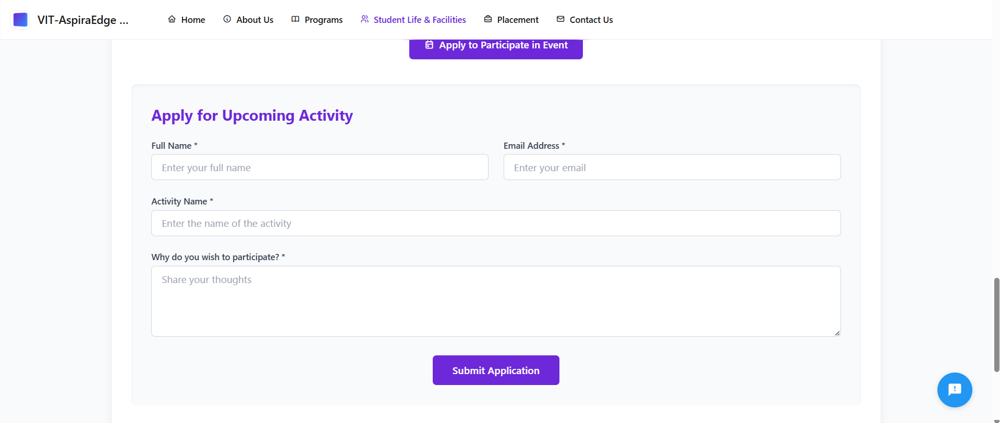 VIT-AspiraEdge ...
Home
About Us
Programs
Student Life & Facilities
Placement
Contact Us
Apply to Participate in Event
Apply for Upcoming Activity
Full Name *
Email Address *
Enter your full name
Enter your email
Activity Name *
Enter the name of the activity
Why do you wish to participate? *
Share your thoughts
Submit Application